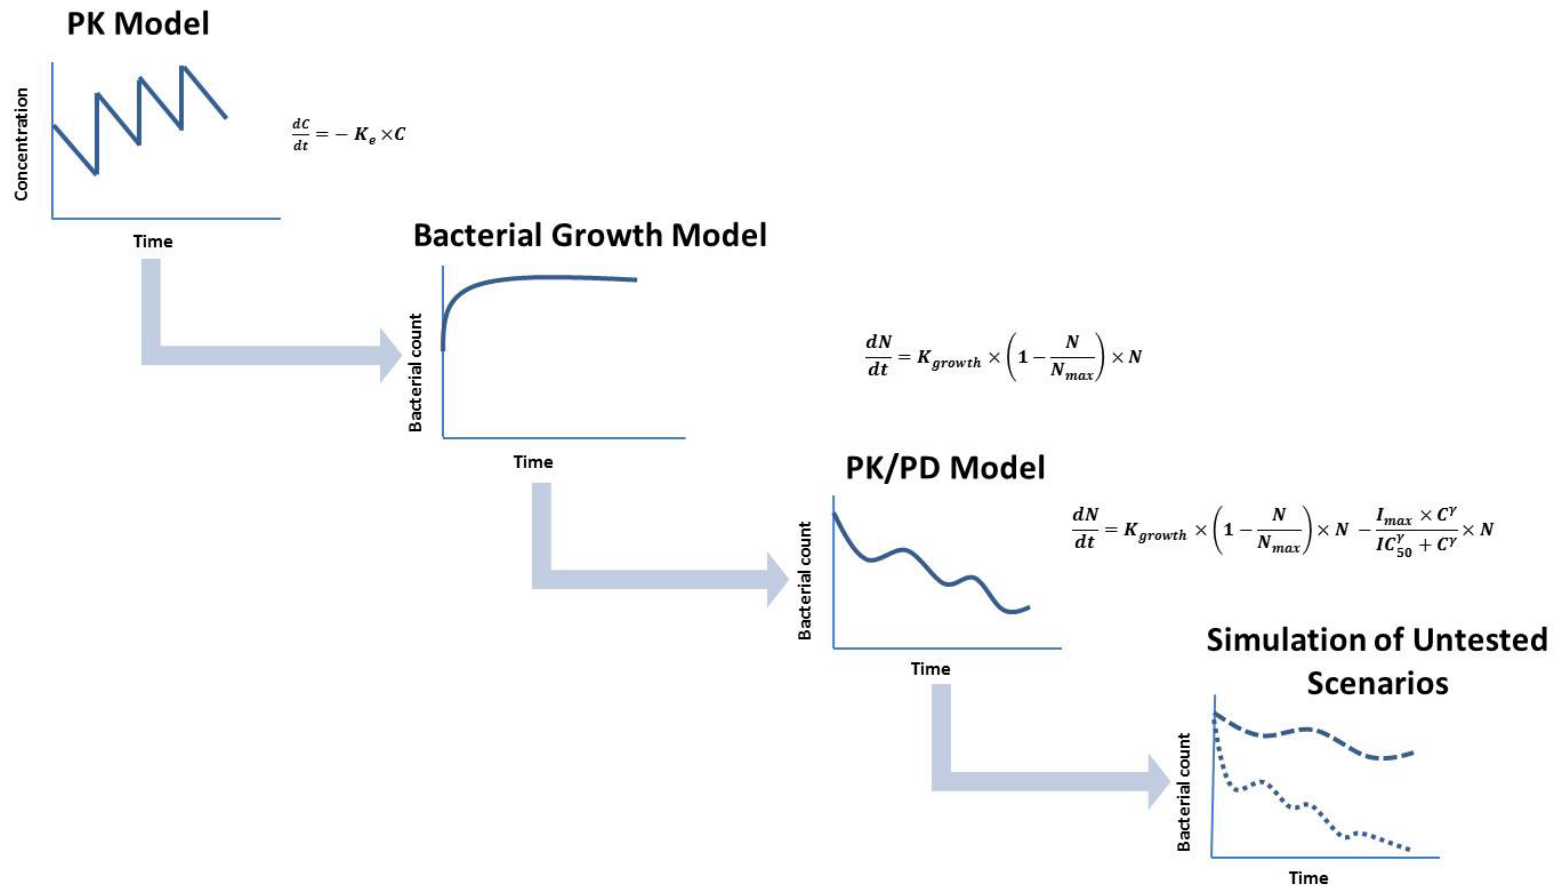 PK Model
Concentration
Time
dC/dt = − K_e ×C
Bacterial Growth Model
Bacterial count
Time
dN/dt = K_growth × (1 − N/N_max) × N
PK/PD Model
Bacterial count
Time
dN/dt = K_growth × (1 − N/N_max) × N − (I_max × C^γ)/(IC_50^γ + C^γ) × N
Simulation of Untested
Scenarios
Bacterial count
Time